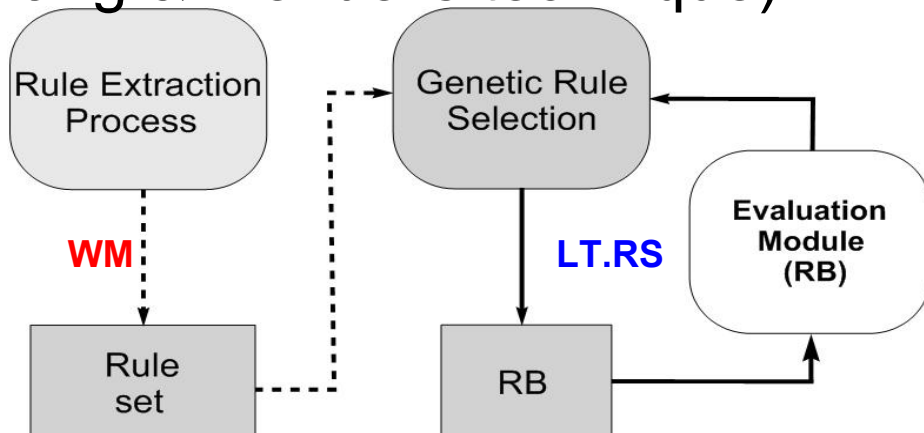 Rule Extraction
Process
Genetic Rule
Selection
Evaluation
Module
(RB)
WM
LT.RS
Rule
set
RB